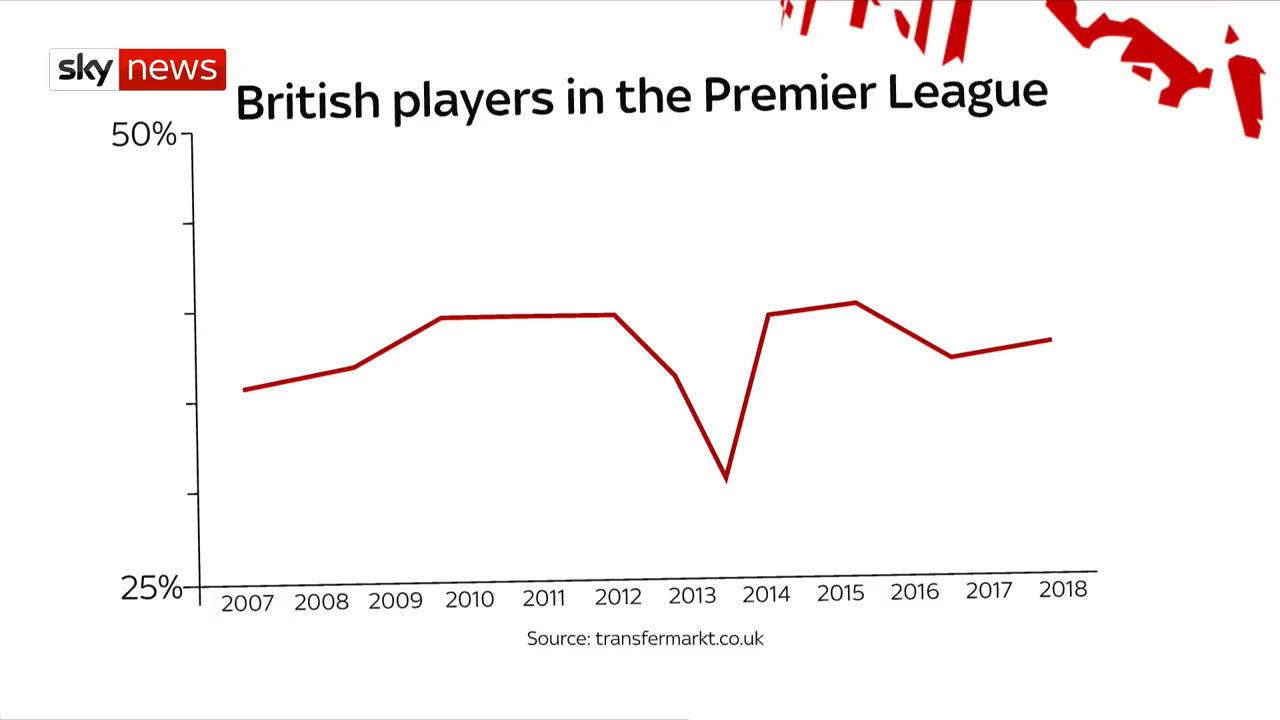 sky news
British players in the Premier League
50%
25%
2007 2008 2009 2010 2011 2012 2013 2014 2015 2016 2017 2018
Source: transfermarkt.co.uk